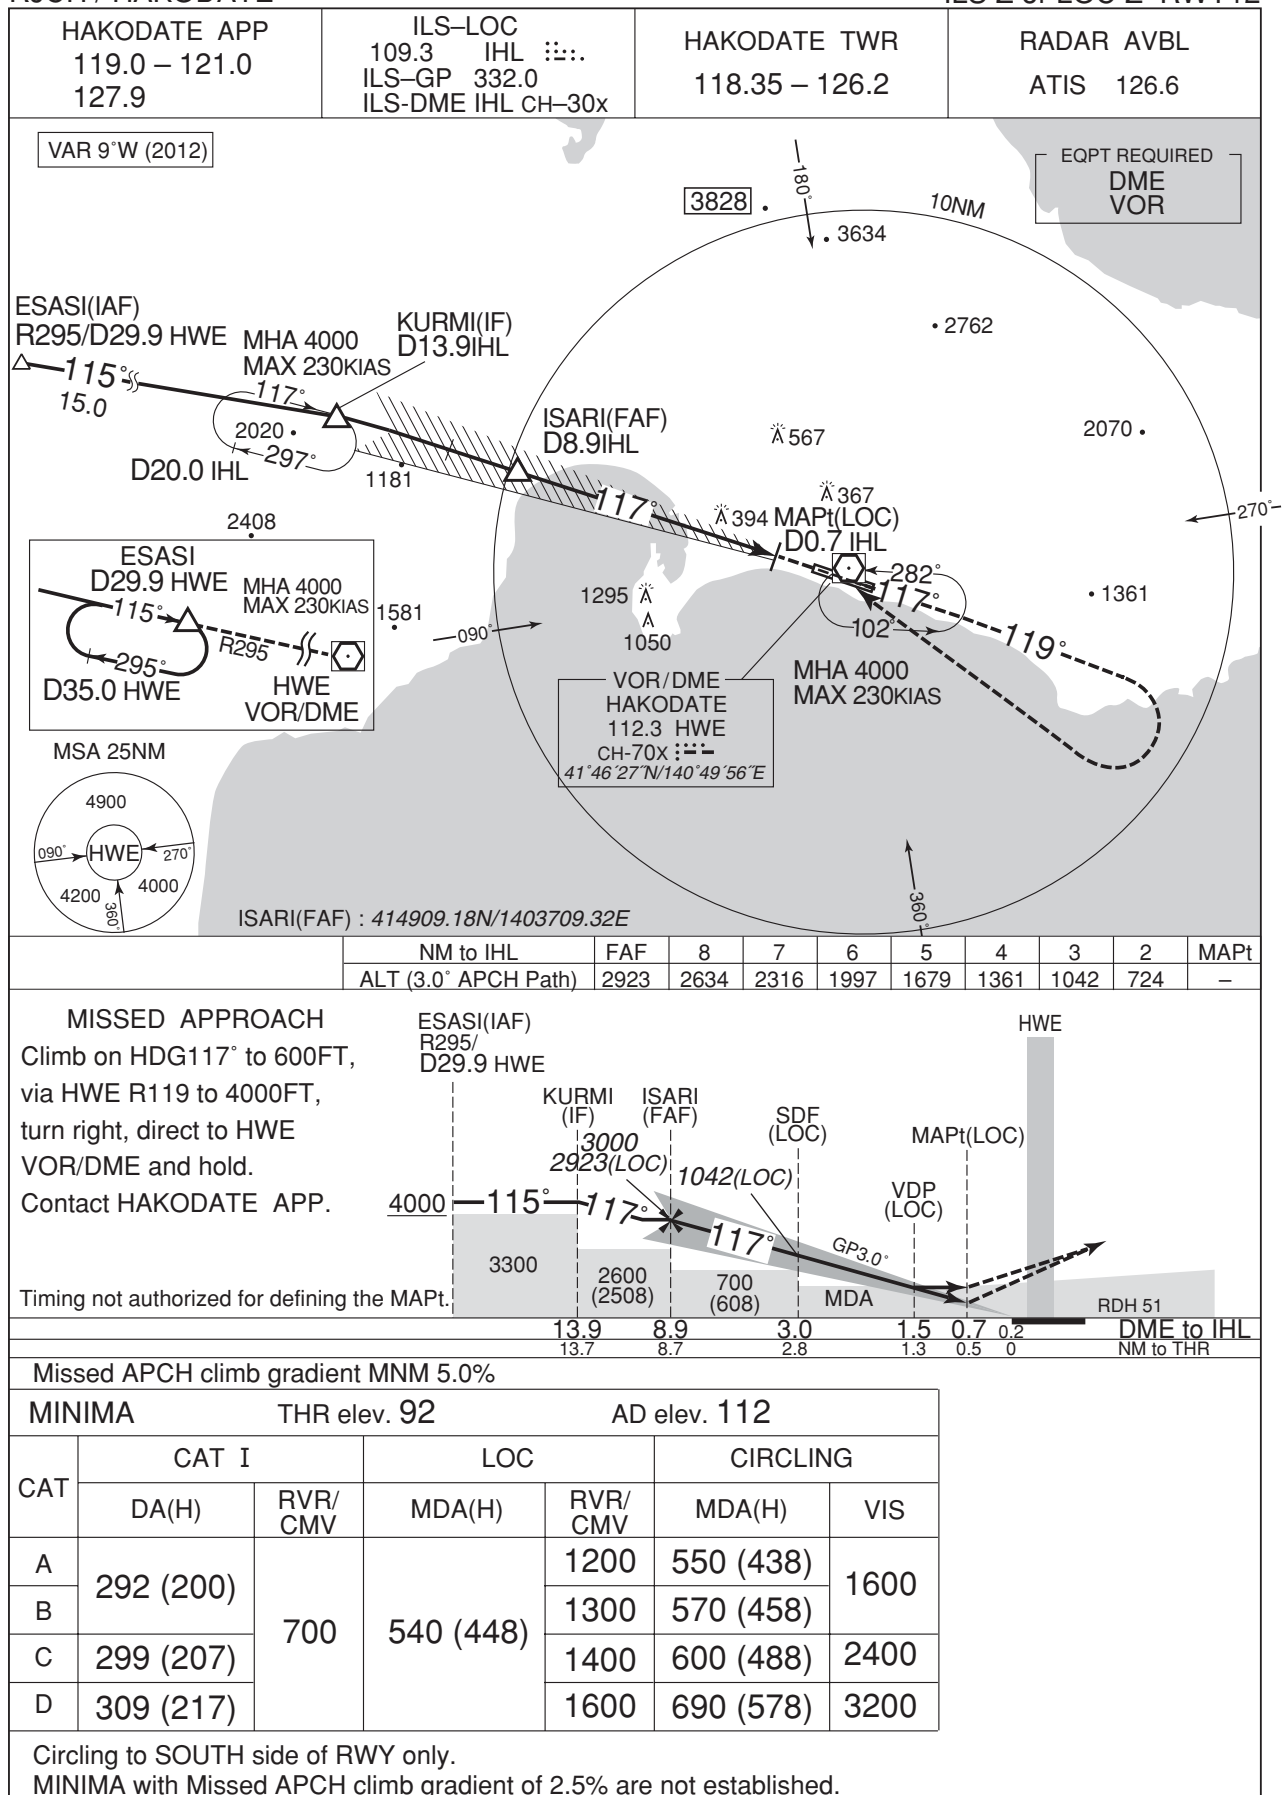 HAKODATE APP
119.0 – 121.0
127.9
ILS–LOC
109.3 IHL
ILS–GP 332.0
ILS-DME IHL CH–30x
HAKODATE TWR
118.35 – 126.2
RADAR AVBL
ATIS 126.6
VAR 9°W (2012)
EQPT REQUIRED
DME
VOR
180°
3828
10NM
3634
2762
ESASI(IAF)
R295/D29.9 HWE
115°
15.0
MHA 4000
MAX 230KIAS
KURMI(IF)
D13.9IHL
117°
2020
297°
D20.0 IHL
1181
ISARI(FAF)
D8.9IHL
567
2070
117°
367
394
MAPt(LOC)
D0.7 IHL
270°
2408
282°
117°
1361
1295
1050
102°
119°
MHA 4000
MAX 230KIAS
090°
1581
ESASI
D29.9 HWE
MHA 4000
MAX 230KIAS
115°
R295
295°
D35.0 HWE
HWE
VOR/DME
VOR/DME
HAKODATE
112.3 HWE
CH-70X
41°46´27˝N/140°49´56˝E
MSA 25NM
4900
090°
HWE
270°
4200
4000
360°
360°
ISARI(FAF) : 414909.18N/1403709.32E
NM to IHL FAF 8 7 6 5 4 3 2 MAPt
ALT (3.0° APCH Path) 2923 2634 2316 1997 1679 1361 1042 724 –
MISSED APPROACH
Climb on HDG117° to 600FT,
via HWE R119 to 4000FT,
turn right, direct to HWE
VOR/DME and hold.
Contact HAKODATE APP.
Timing not authorized for defining the MAPt.
ESASI(IAF)
R295/
D29.9 HWE
HWE
KURMI
(IF)
ISARI
(FAF)
SDF
(LOC)
MAPt(LOC)
3000
2923(LOC)
1042(LOC)
VDP
(LOC)
4000
115°
117°
117°
GP3.0°
3300
2600
(2508)
700
(608)
MDA
RDH 51
13.9 8.9 3.0 1.5 0.7 0.2 DME to IHL
13.7 8.7 2.8 1.3 0.5 0 NM to THR
Missed APCH climb gradient MNM 5.0%
MINIMA THR elev. 92 AD elev. 112
CAT CAT I LOC CIRCLING
DA(H) RVR/CMV MDA(H) RVR/CMV MDA(H) VIS
A 292 (200) 700 540 (448) 1200 550 (438) 1600
B 1300 570 (458)
C 299 (207) 1400 600 (488) 2400
D 309 (217) 1600 690 (578) 3200
Circling to SOUTH side of RWY only.
MINIMA with Missed APCH climb gradient of 2.5% are not established.